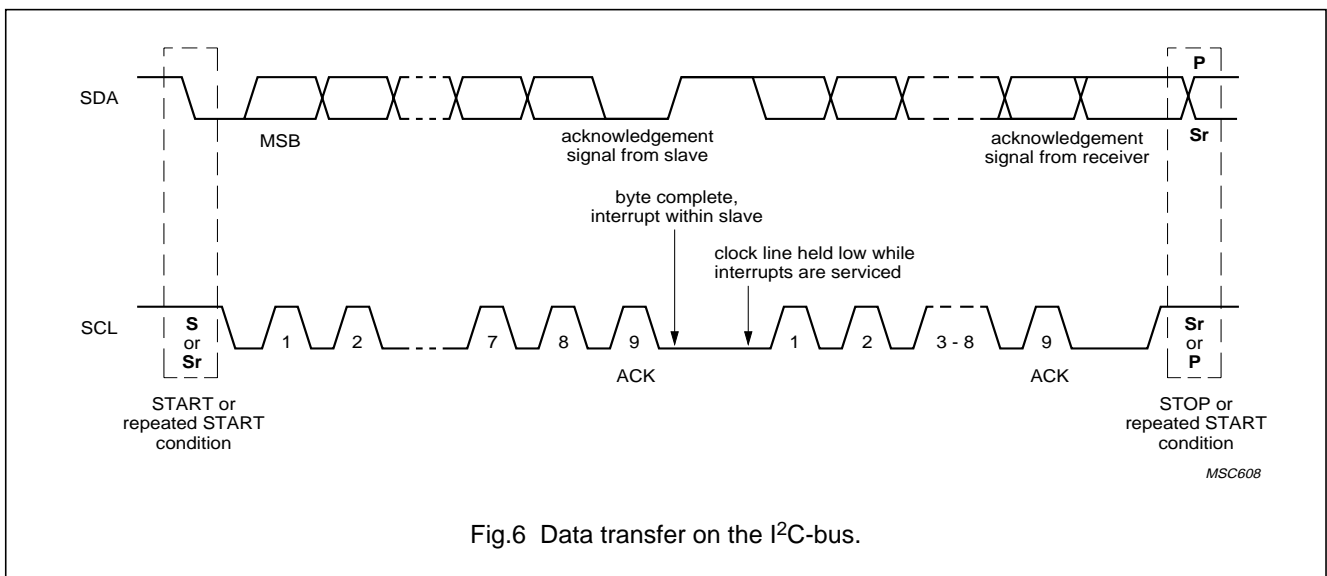 P
SDA
MSB
acknowledgement
signal from slave
acknowledgement
signal from receiver
Sr
byte complete,
interrupt within slave
clock line held low while
interrupts are serviced
SCL
S
or
Sr
1
2
7
8
9
1
2
3 - 8
9
Sr
or
P
ACK
ACK
START or
repeated START
condition
STOP or
repeated START
condition
MSC608
Fig.6 Data transfer on the I²C-bus.